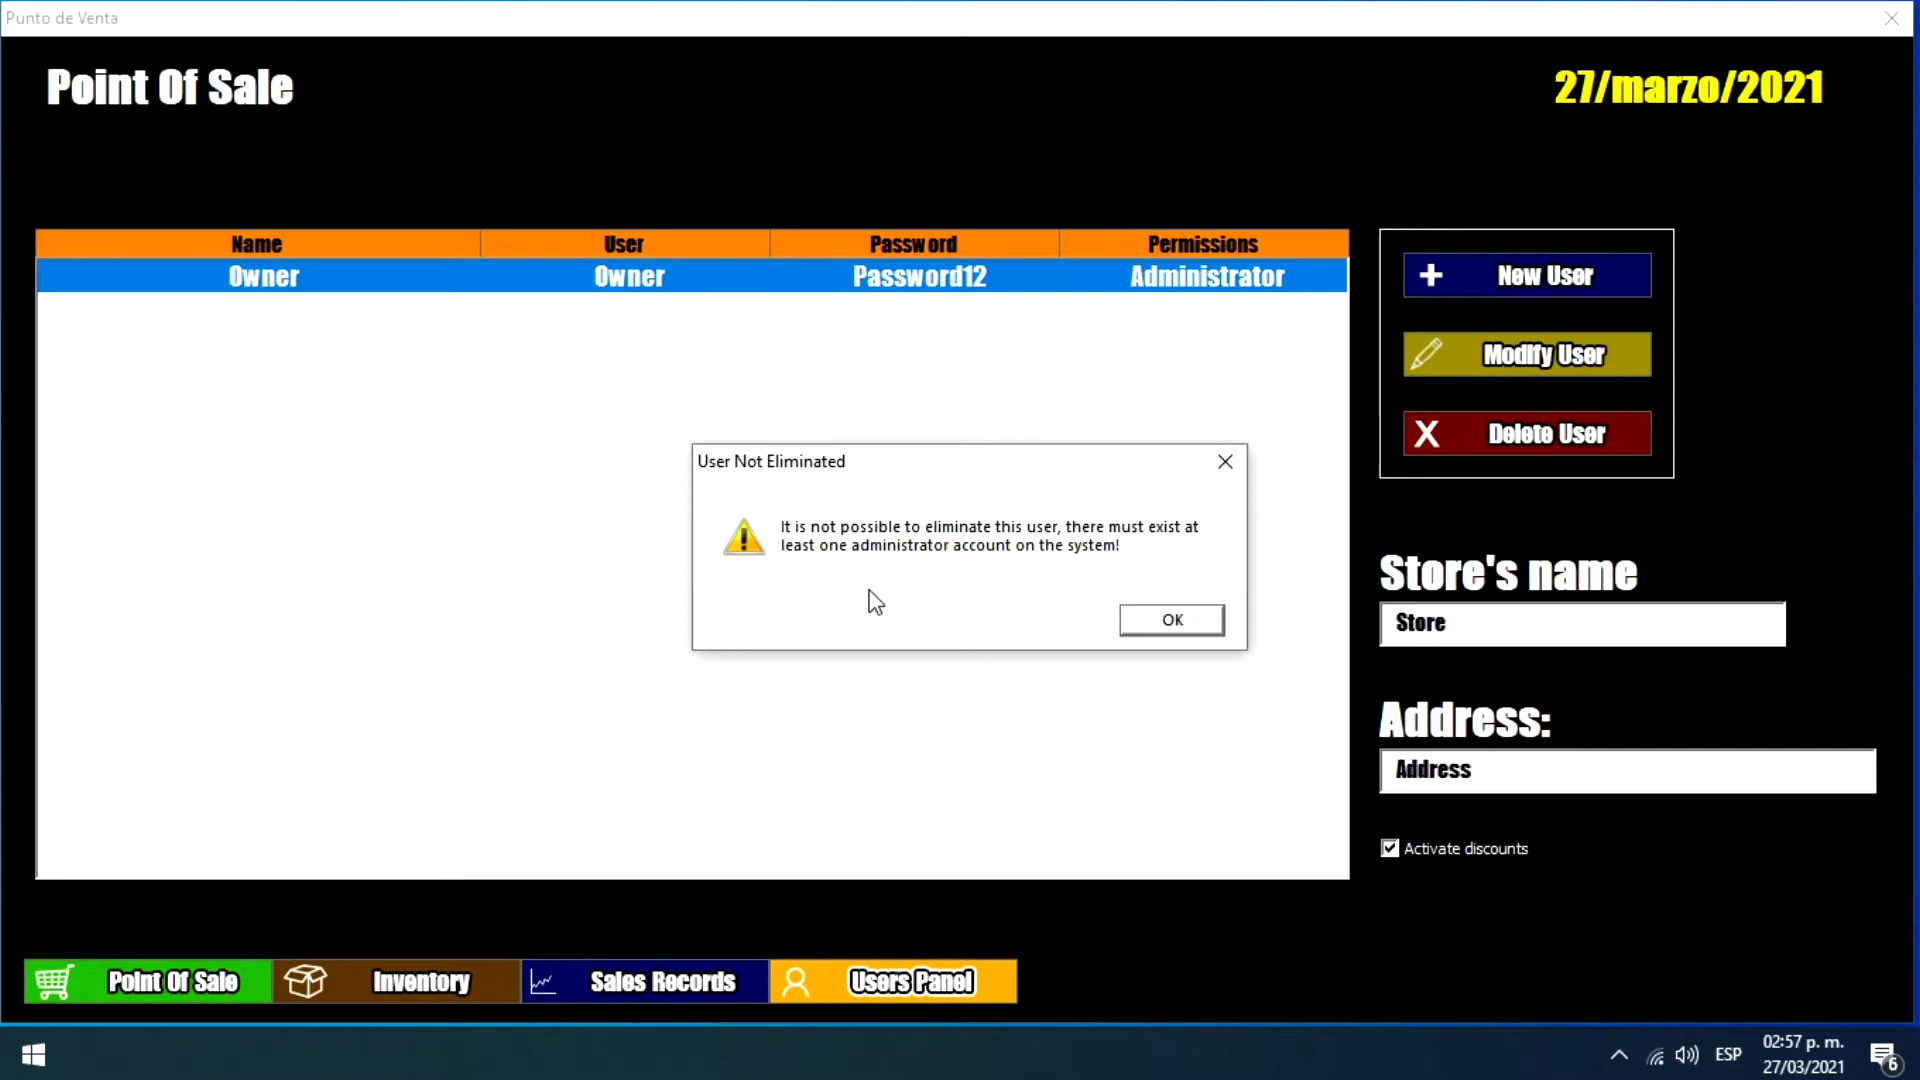 Punto de Venta
Point Of Sale
27/marzo/2021
Name User Password Permissions
Owner Owner Password12 Administrator
New User
Modify User
Delete User
User Not Eliminated
It is not possible to eliminate this user, there must exist at
least one administrator account on the system!
OK
Store's name
Store
Address:
Address
Activate discounts
Point Of Sale Inventory Sales Records Users Panel
ESP
02:57 p. m.
27/03/2021
6